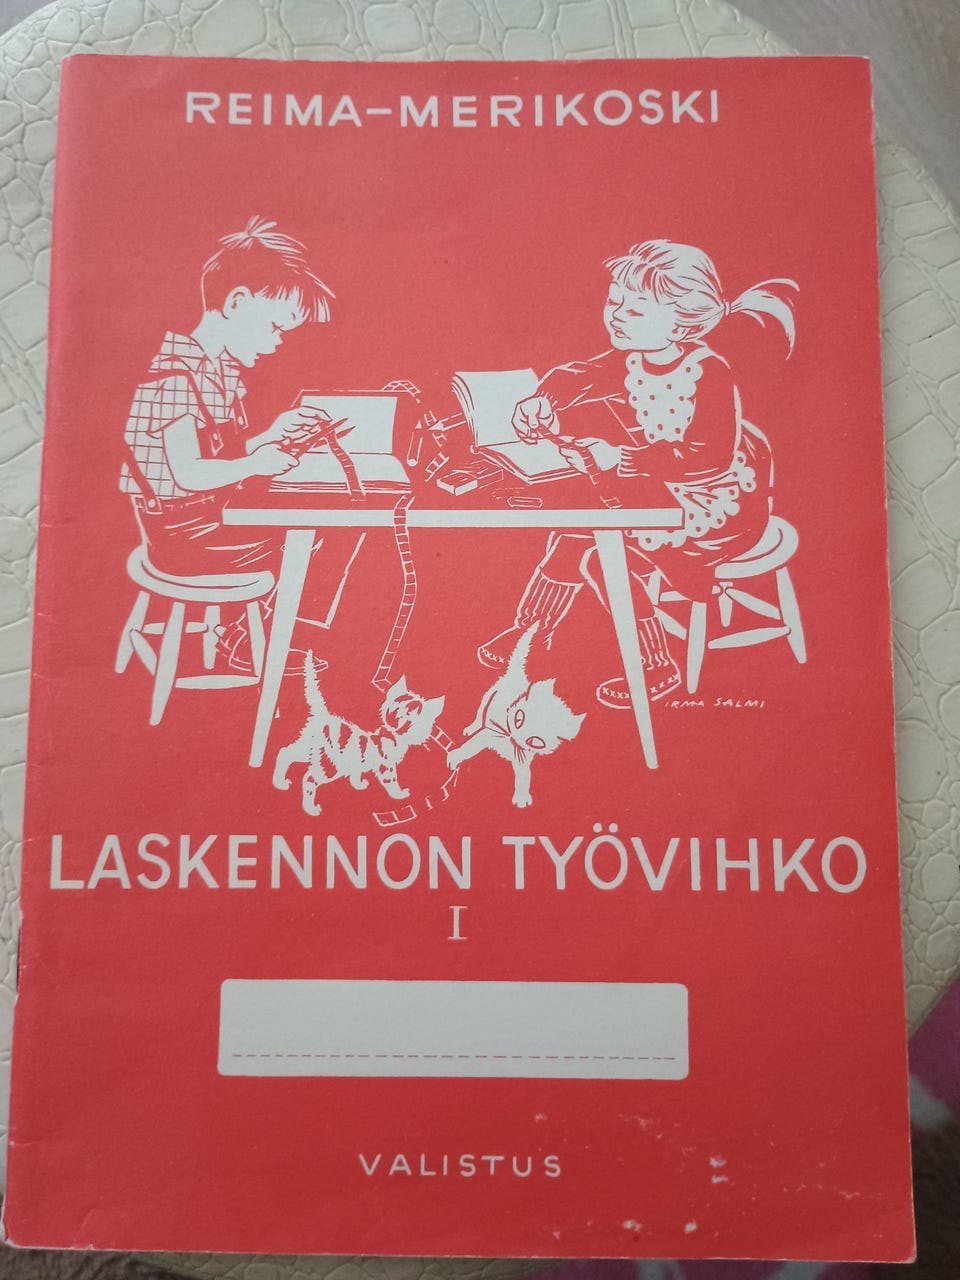 REIMA-MERIKOSKI
IRMA SALMI
LASKENNON TYÖVIHKO
I
VALISTUS